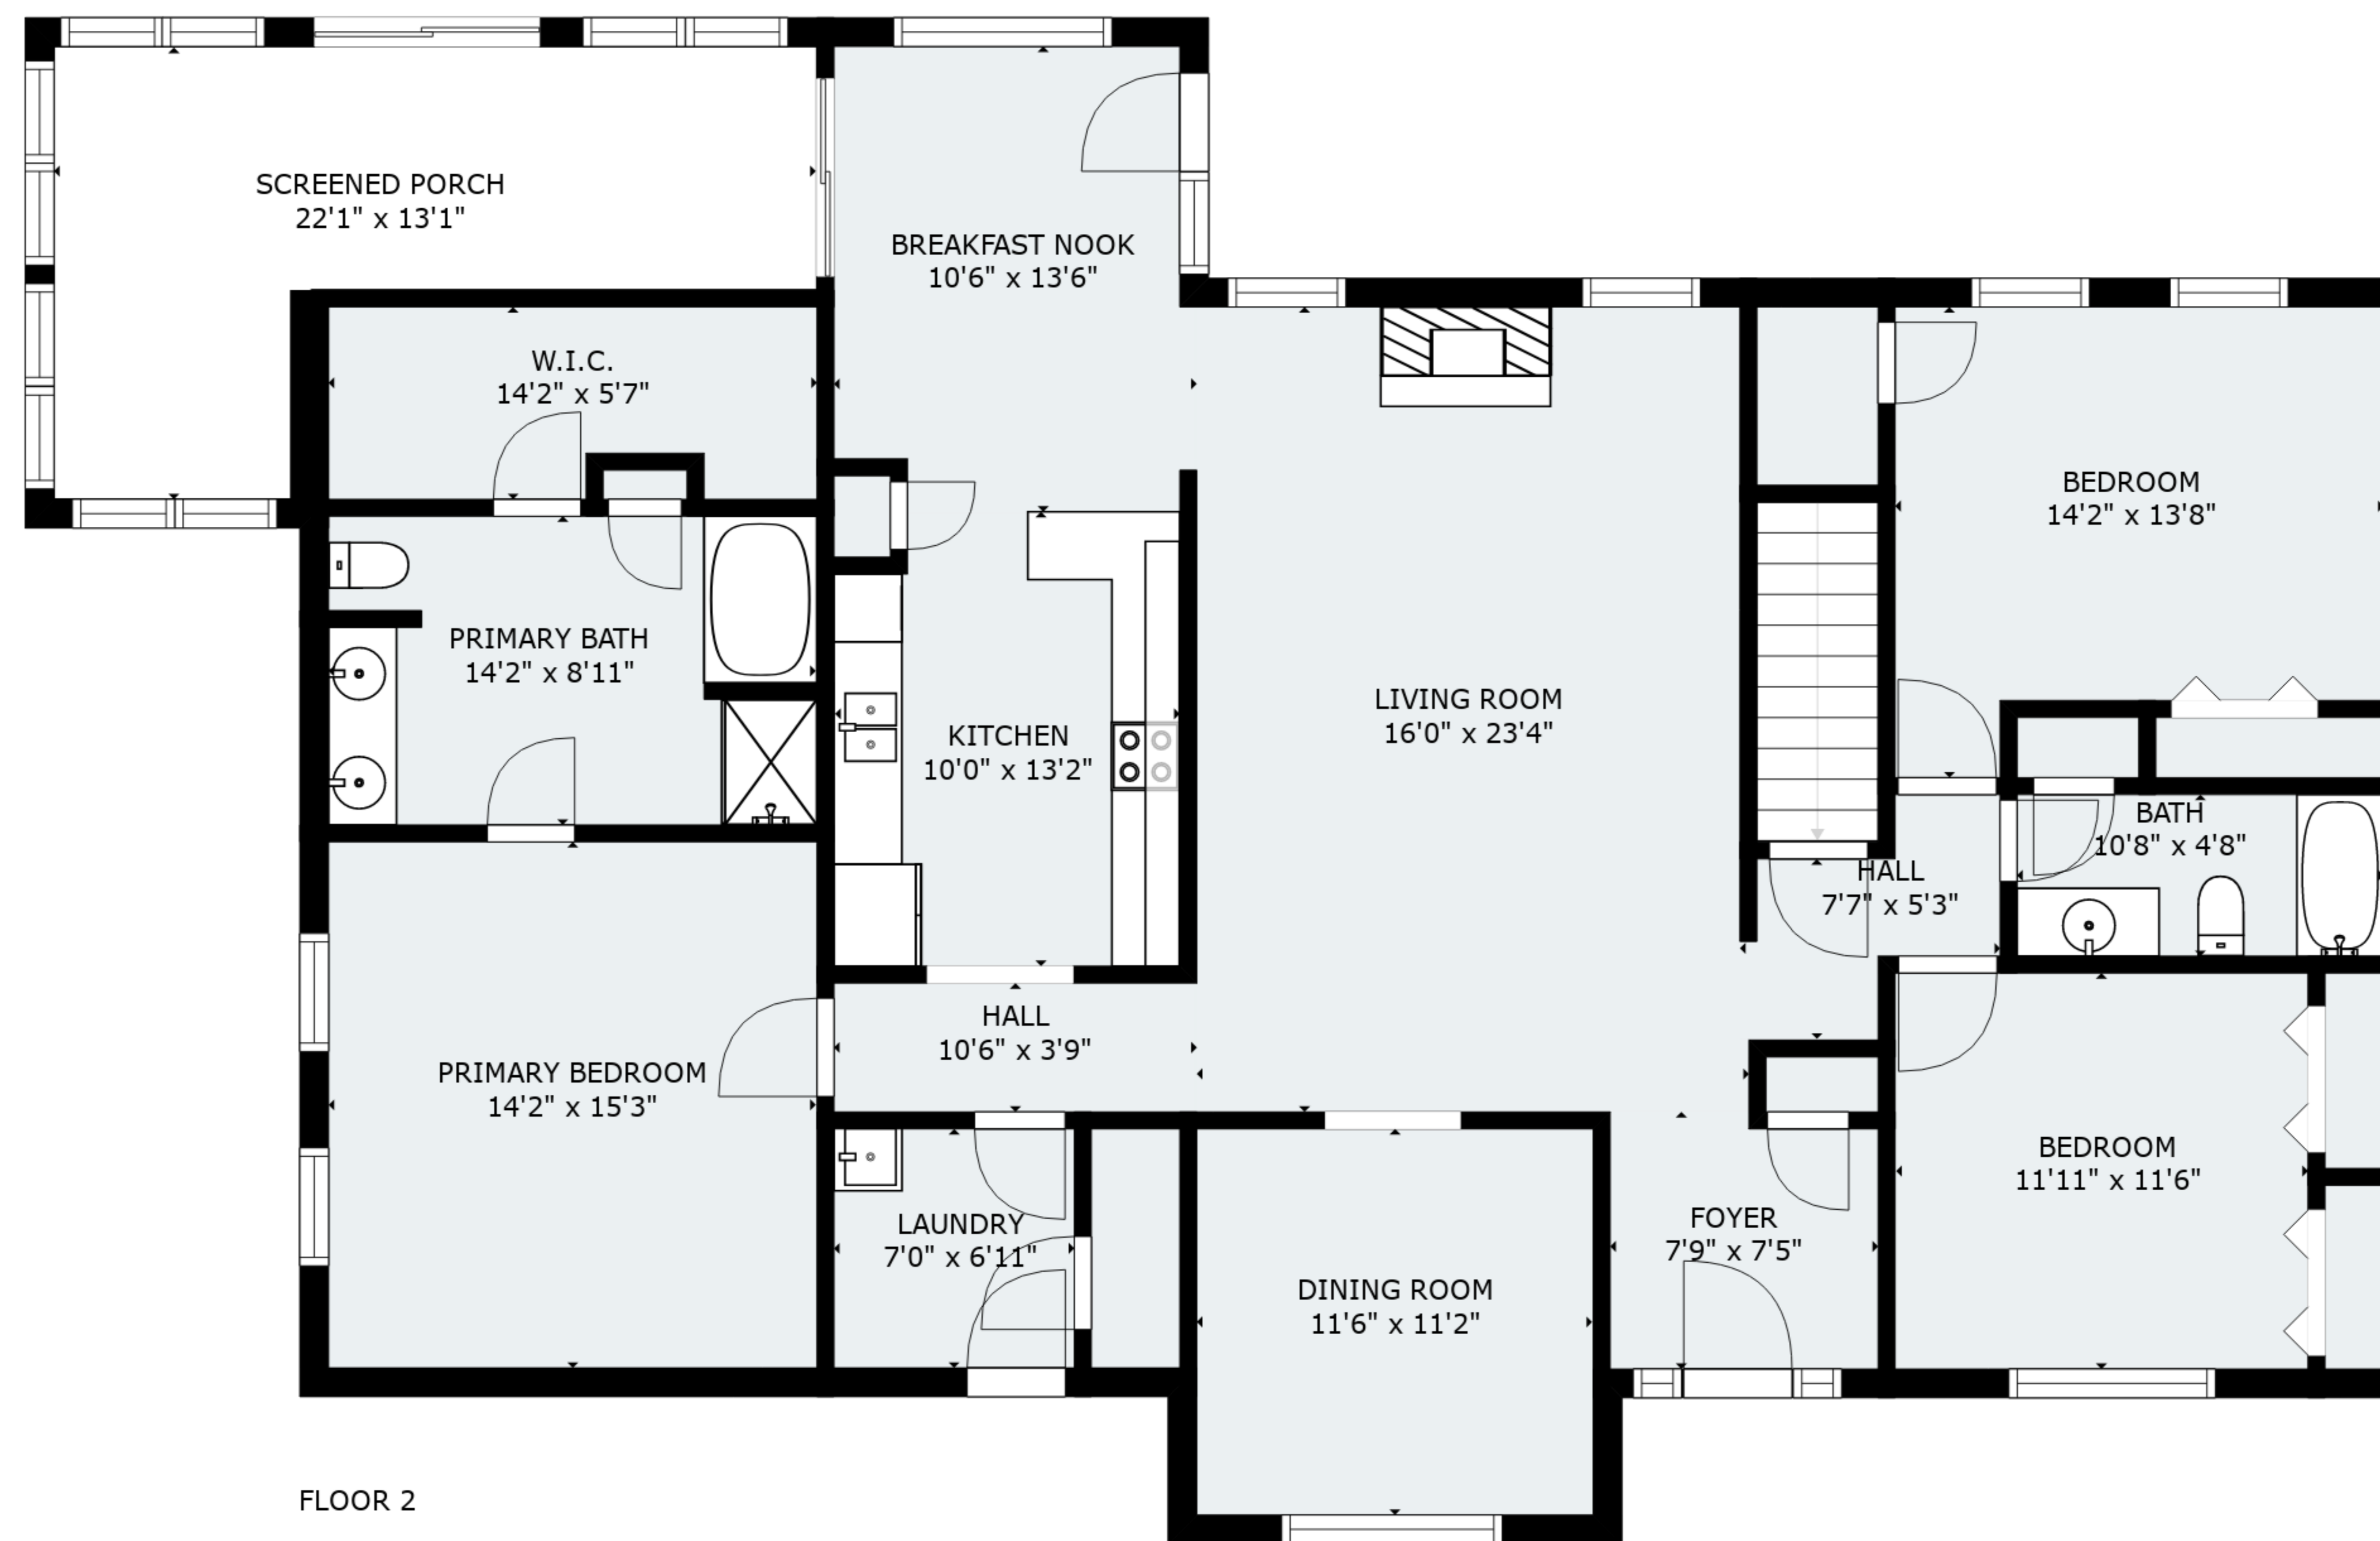 SCREENED PORCH
22'1" x 13'1"
BREAKFAST NOOK
10'6" x 13'6"
W.I.C.
14'2" x 5'7"
BEDROOM
14'2" x 13'8"
PRIMARY BATH
14'2" x 8'11"
LIVING ROOM
16'0" x 23'4"
KITCHEN
10'0" x 13'2"
BATH
10'8" x 4'8"
HALL
7'7" x 5'3"
HALL
10'6" x 3'9"
PRIMARY BEDROOM
14'2" x 15'3"
BEDROOM
11'11" x 11'6"
LAUNDRY
7'0" x 6'11"
FOYER
7'9" x 7'5"
DINING ROOM
11'6" x 11'2"
FLOOR 2